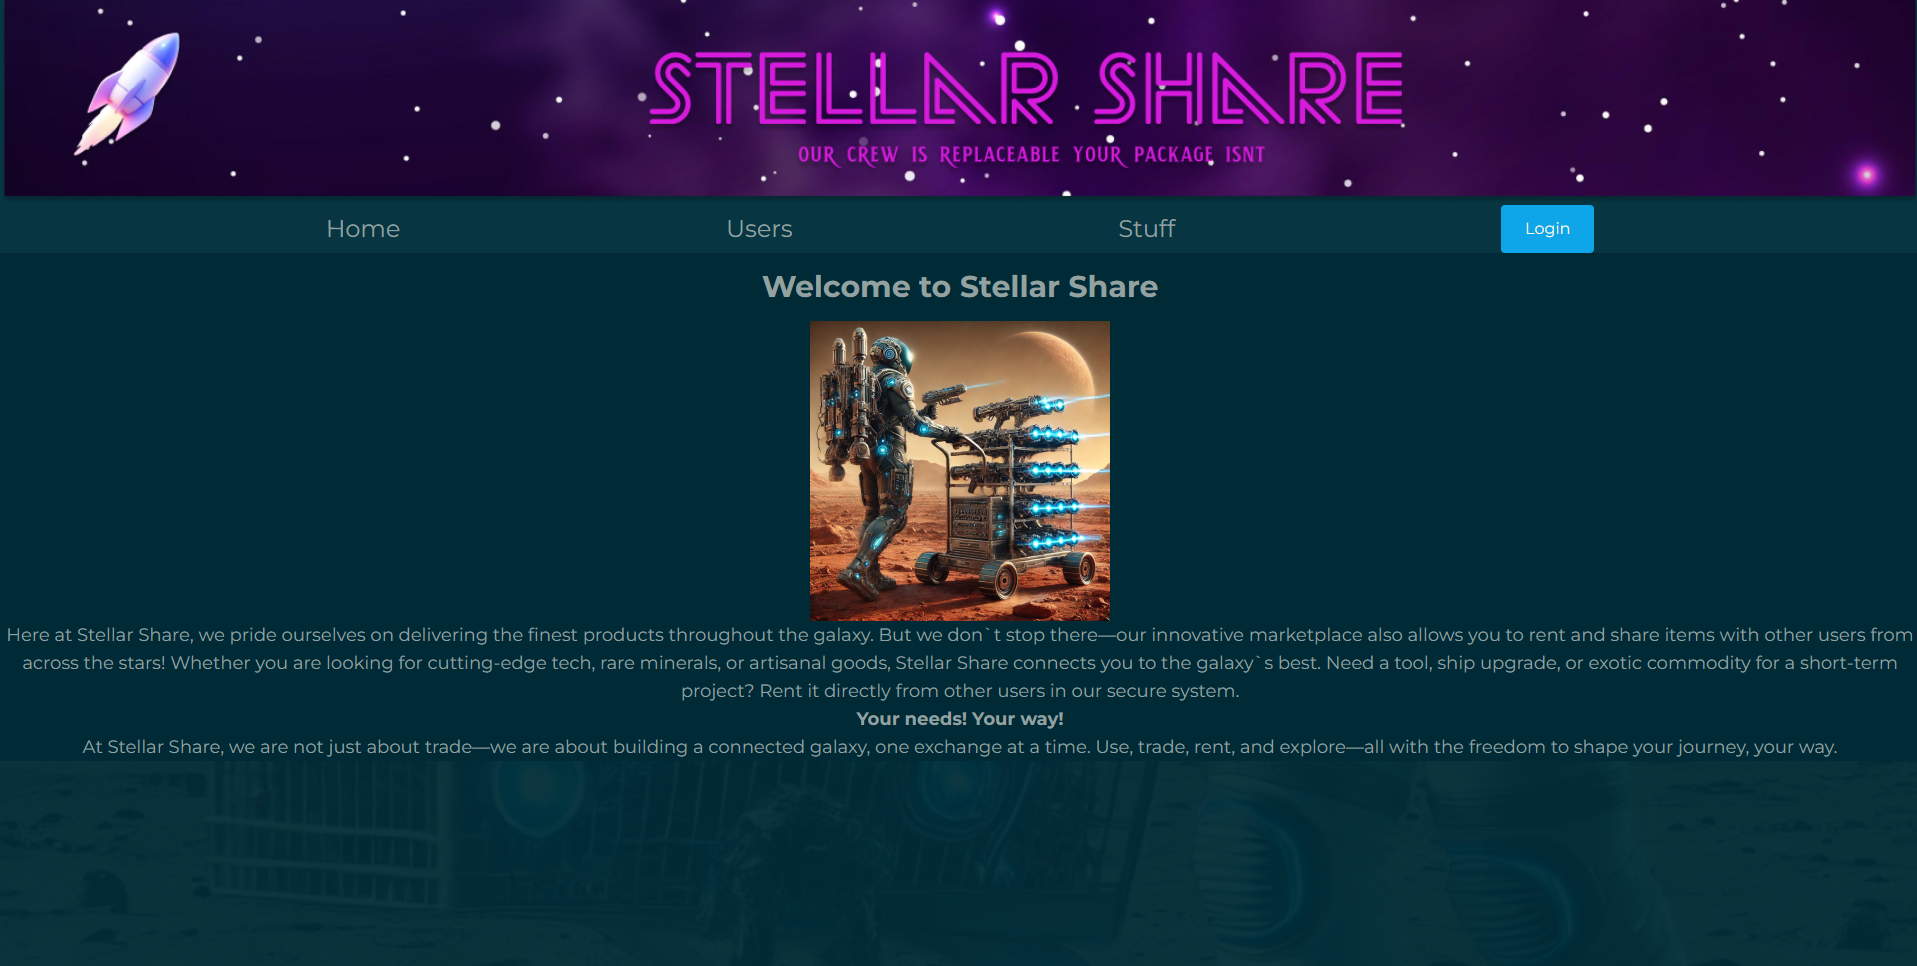 STELLAR SHARE
OUR CREW IS REPLACEABLE YOUR PACKAGE ISNT
Home
Users
Stuff
Login
Welcome to Stellar Share
Here at Stellar Share, we pride ourselves on delivering the finest products throughout the galaxy. But we don`t stop there—our innovative marketplace also allows you to rent and share items with other users from
across the stars! Whether you are looking for cutting-edge tech, rare minerals, or artisanal goods, Stellar Share connects you to the galaxy`s best. Need a tool, ship upgrade, or exotic commodity for a short-term
project? Rent it directly from other users in our secure system.
Your needs! Your way!
At Stellar Share, we are not just about trade—we are about building a connected galaxy, one exchange at a time. Use, trade, rent, and explore—all with the freedom to shape your journey, your way.